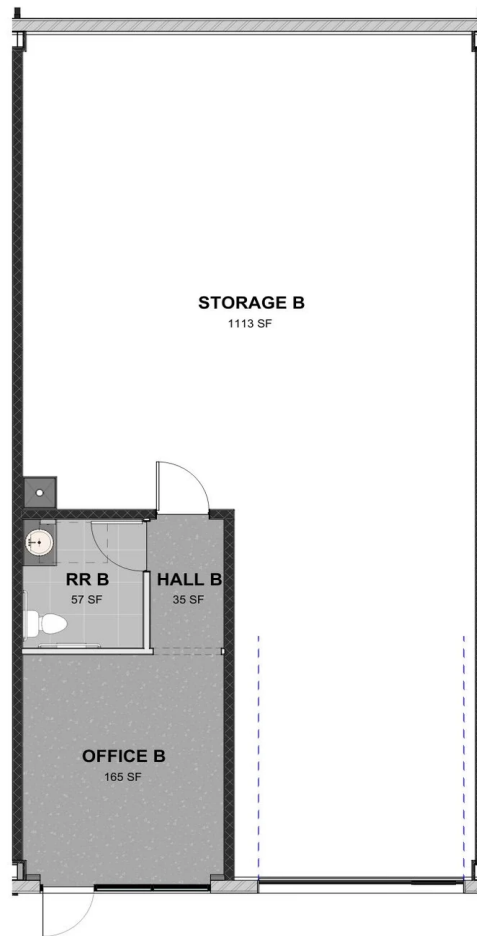 STORAGE B
1113 SF
RR B
57 SF
HALL B
35 SF
OFFICE B
165 SF